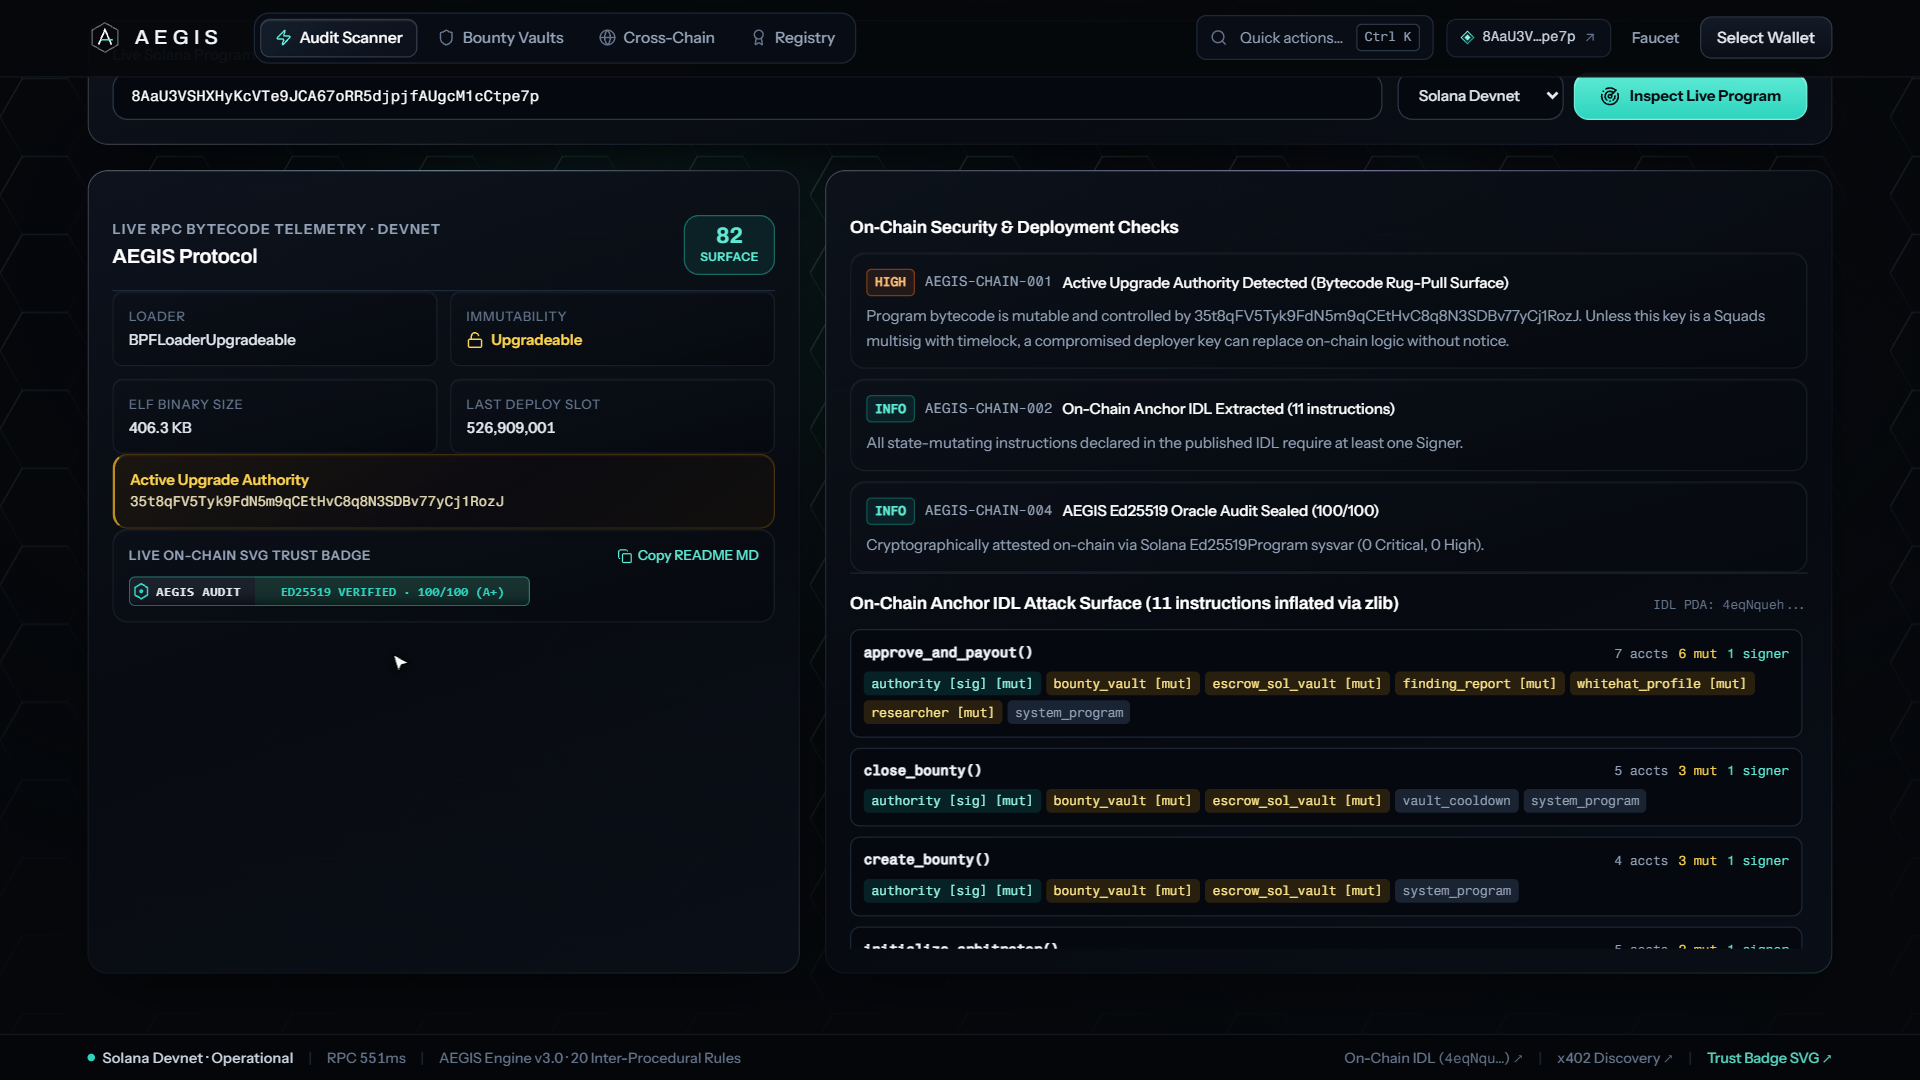 AEGIS
Audit Scanner
Bounty Vaults
Cross-Chain
Registry
Quick actions...
Ctrl K
8AaU3V...pe7p ↗
Faucet
Select Wallet
Live Solana Program
8AaU3VSHXHyKcVTe9JCA67oRR5djpjfAUgcM1cCtpe7p
Solana Devnet
Inspect Live Program
LIVE RPC BYTECODE TELEMETRY · DEVNET
AEGIS Protocol
82
SURFACE
LOADER
BPFLoaderUpgradeable
IMMUTABILITY
Upgradeable
ELF BINARY SIZE
406.3 KB
LAST DEPLOY SLOT
526,909,001
Active Upgrade Authority
35t8qFV5Tyk9FdN5m9qCEtHvC8q8N3SDBv77yCj1RozJ
LIVE ON-CHAIN SVG TRUST BADGE
Copy README MD
AEGIS AUDIT
ED25519 VERIFIED · 100/100 (A+)
On-Chain Security & Deployment Checks
HIGH AEGIS-CHAIN-001 Active Upgrade Authority Detected (Bytecode Rug-Pull Surface)
Program bytecode is mutable and controlled by 35t8qFV5Tyk9FdN5m9qCEtHvC8q8N3SDBv77yCj1RozJ. Unless this key is a Squads
multisig with timelock, a compromised deployer key can replace on-chain logic without notice.
INFO AEGIS-CHAIN-002 On-Chain Anchor IDL Extracted (11 instructions)
All state-mutating instructions declared in the published IDL require at least one Signer.
INFO AEGIS-CHAIN-004 AEGIS Ed25519 Oracle Audit Sealed (100/100)
Cryptographically attested on-chain via Solana Ed25519Program sysvar (0 Critical, 0 High).
On-Chain Anchor IDL Attack Surface (11 instructions inflated via zlib)
IDL PDA: 4eqNqueh...
approve_and_payout()
7 accts 6 mut 1 signer
authority [sig] [mut] bounty_vault [mut] escrow_sol_vault [mut] finding_report [mut] whitehat_profile [mut]
researcher [mut] system_program
close_bounty()
5 accts 3 mut 1 signer
authority [sig] [mut] bounty_vault [mut] escrow_sol_vault [mut] vault_cooldown system_program
create_bounty()
4 accts 3 mut 1 signer
authority [sig] [mut] bounty_vault [mut] escrow_sol_vault [mut] system_program
initialize_arbitrator()
5 accts 2 mut 1 signer
Solana Devnet · Operational
RPC 551ms
AEGIS Engine v3.0 · 20 Inter-Procedural Rules
On-Chain IDL (4eqNqu...) ↗
x402 Discovery ↗
Trust Badge SVG ↗